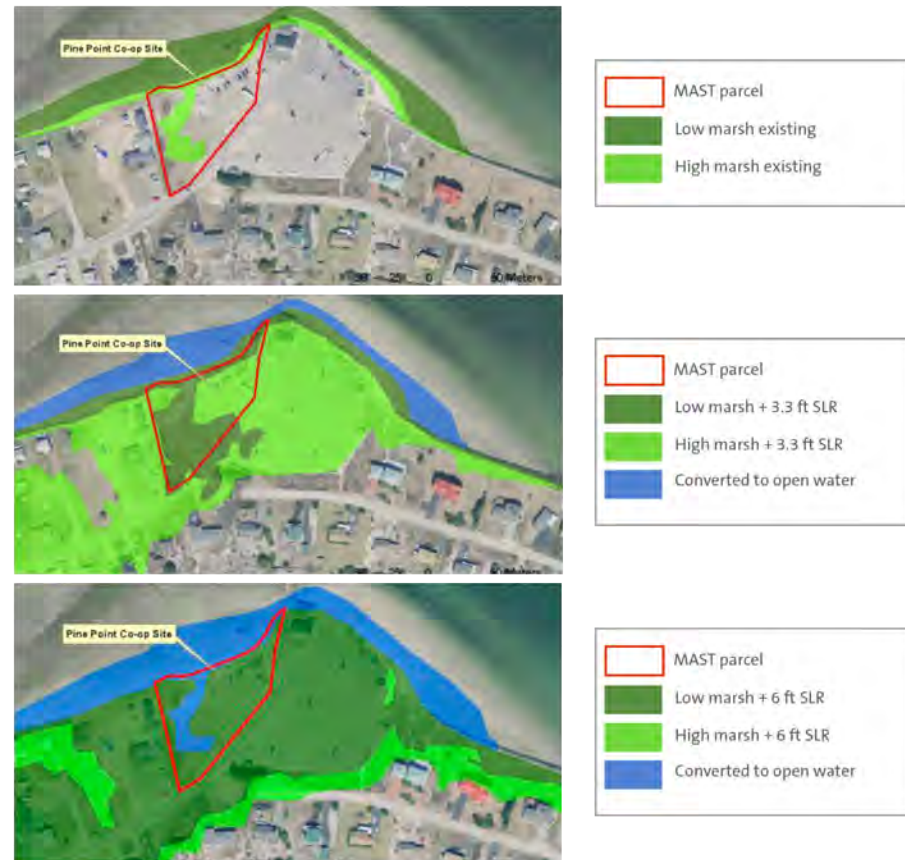 Pine Point Co-op Site
MAST parcel
Low marsh existing
High marsh existing
Pine Point Co-op Site
MAST parcel
Low marsh + 3.3 ft SLR
High marsh + 3.3 ft SLR
Converted to open water
Pine Point Co-op Site
MAST parcel
Low marsh + 6 ft SLR
High marsh + 6 ft SLR
Converted to open water